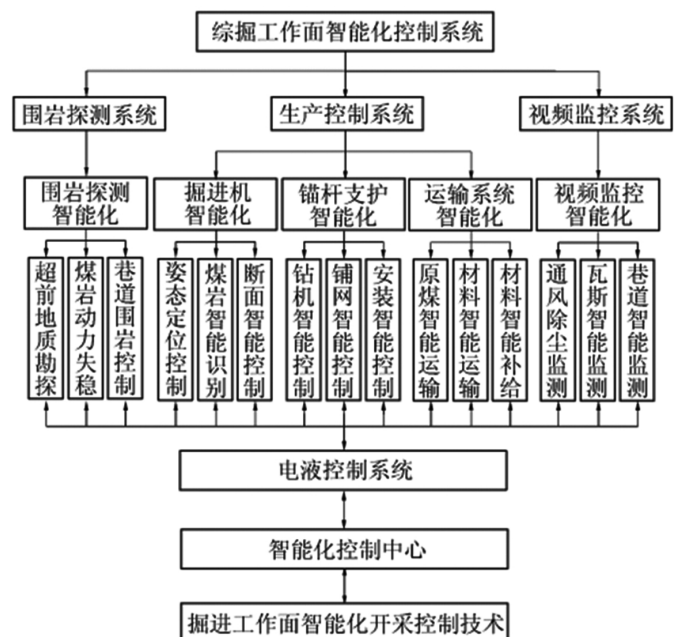 综掘工作面智能化控制系统
围岩探测系统
生产控制系统
视频监控系统
围岩探测
智能化
掘进机
智能化
锚杆支护
智能化
运输系统
智能化
视频监控
智能化
超前地质勘探
煤岩动力失稳
巷道围岩控制
姿态定位控制
煤岩智能识别
断面智能控制
钻机智能控制
铺网智能控制
安装智能控制
原煤智能运输
材料智能运输
材料智能补给
通风除尘监测
瓦斯智能监测
巷道智能监测
电液控制系统
智能化控制中心
掘进工作面智能化开采控制技术